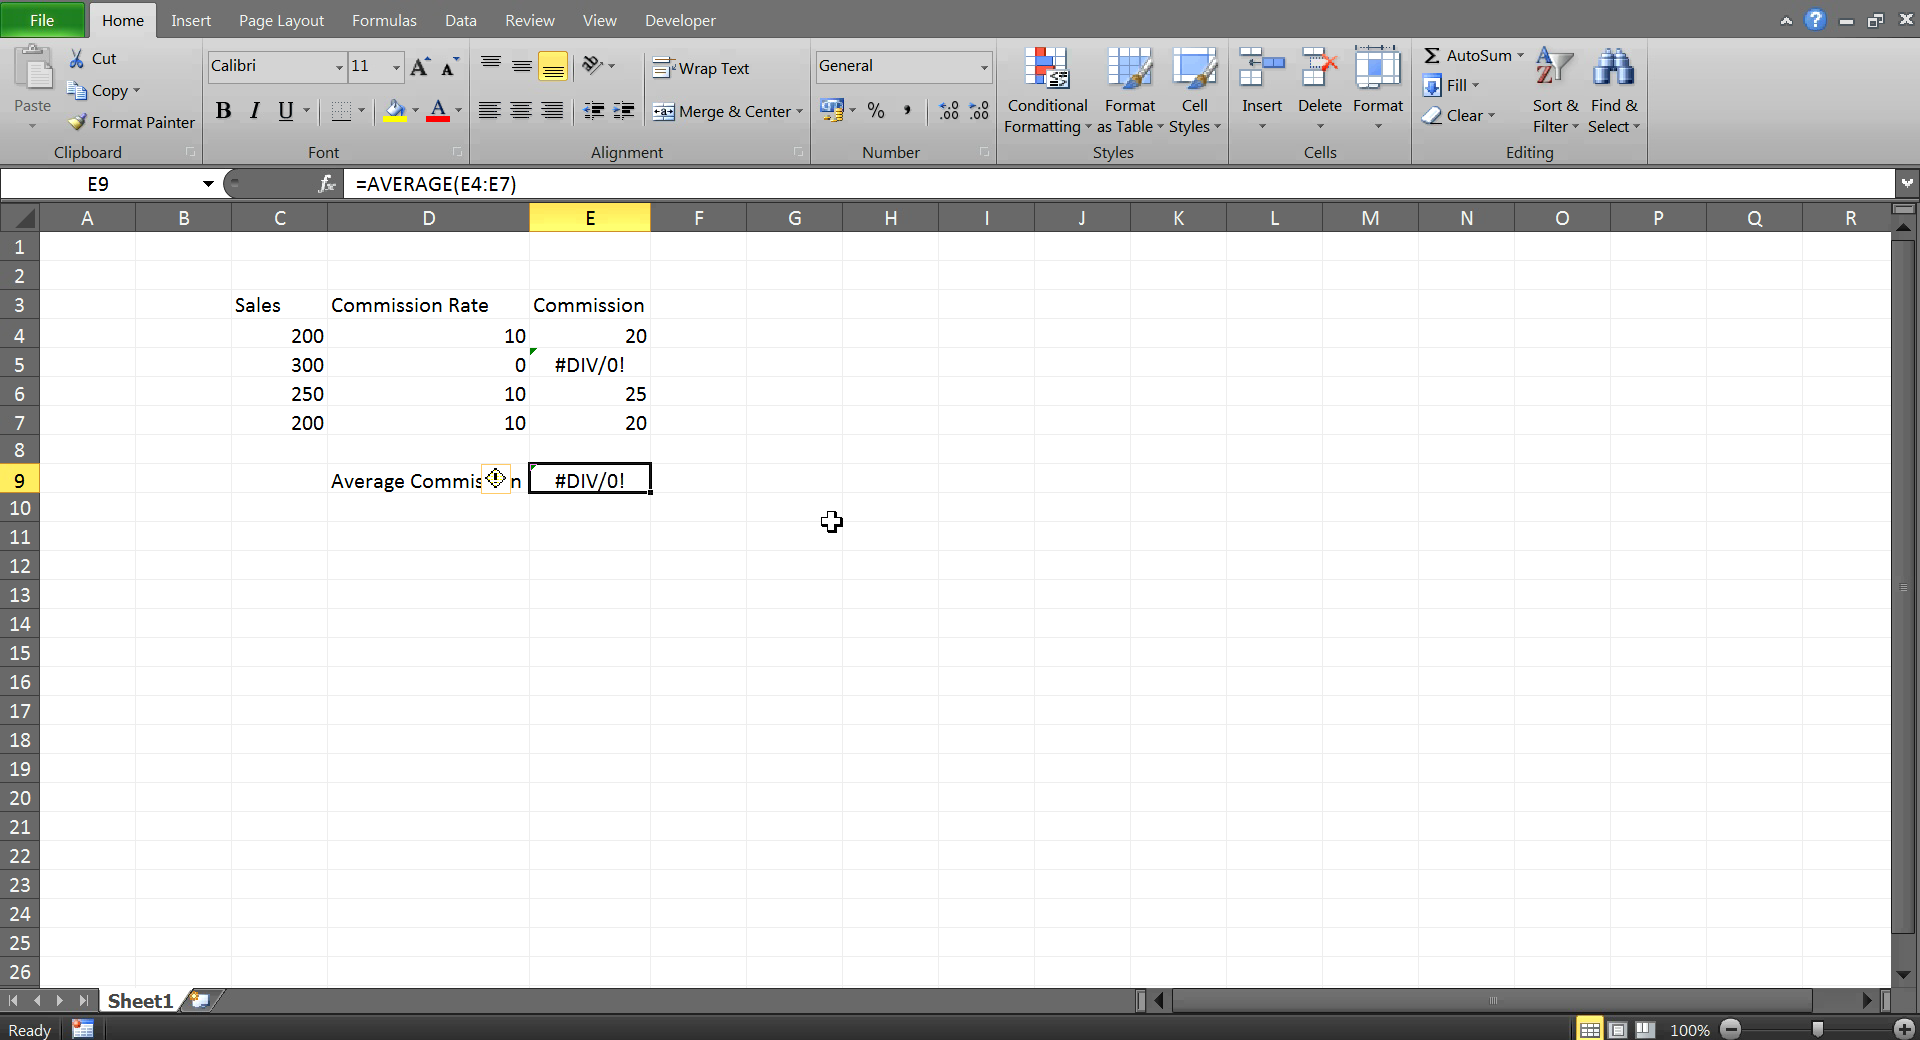 File Home Insert Page Layout Formulas Data Review View Developer
Paste
Cut
Copy
Format Painter
Clipboard
Calibri 11
B I U
Font
Wrap Text
Merge & Center
Alignment
General
%
Number
Conditional Formatting
Format as Table
Cell Styles
Styles
Insert Delete Format
Cells
AutoSum
Fill
Clear
Sort & Filter
Find & Select
Editing
E9 fx =AVERAGE(E4:E7)
A B C D E F G H I J K L M N O P Q R
1
2
3 Sales Commission Rate Commission
4 200 10 20
5 300 0 #DIV/0!
6 250 10 25
7 200 10 20
8
9 Average Commis n #DIV/0!
10
11
12
13
14
15
16
17
18
19
20
21
22
23
24
25
26
Sheet1
Ready 100%